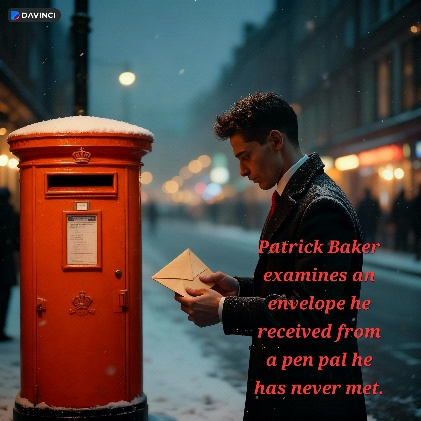 DAVINCI
Patrick Baker
examines an
envelope he
received from
a pen pal he
has never met.